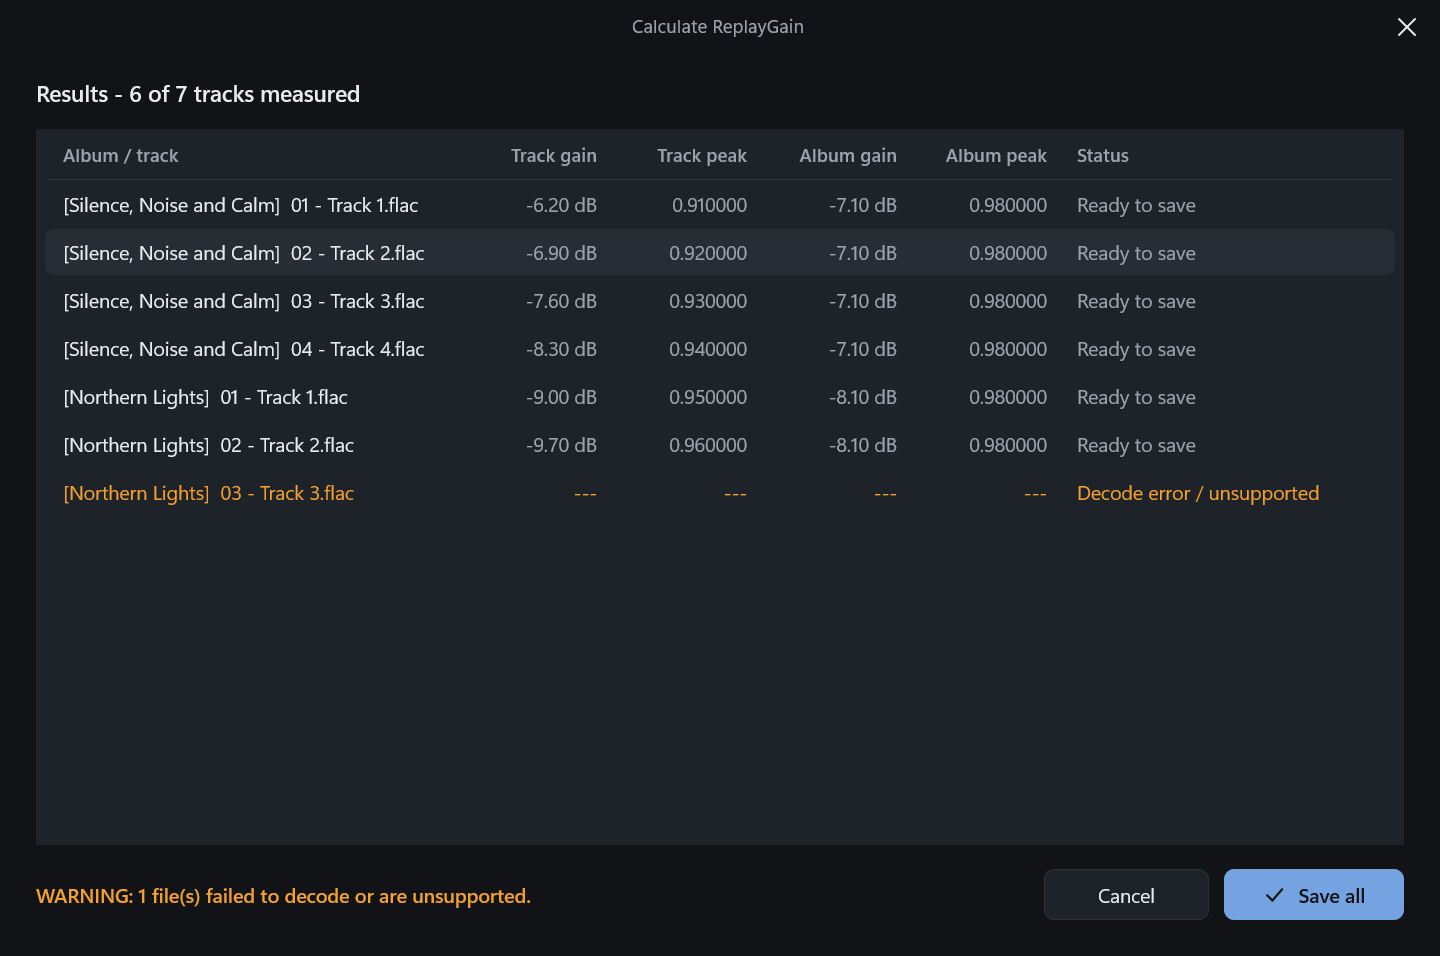 Calculate ReplayGain
Results - 6 of 7 tracks measured
Album / track Track gain Track peak Album gain Album peak Status
[Silence, Noise and Calm] 01 - Track 1.flac -6.20 dB 0.910000 -7.10 dB 0.980000 Ready to save
[Silence, Noise and Calm] 02 - Track 2.flac -6.90 dB 0.920000 -7.10 dB 0.980000 Ready to save
[Silence, Noise and Calm] 03 - Track 3.flac -7.60 dB 0.930000 -7.10 dB 0.980000 Ready to save
[Silence, Noise and Calm] 04 - Track 4.flac -8.30 dB 0.940000 -7.10 dB 0.980000 Ready to save
[Northern Lights] 01 - Track 1.flac -9.00 dB 0.950000 -8.10 dB 0.980000 Ready to save
[Northern Lights] 02 - Track 2.flac -9.70 dB 0.960000 -8.10 dB 0.980000 Ready to save
[Northern Lights] 03 - Track 3.flac --- --- --- --- Decode error / unsupported
WARNING: 1 file(s) failed to decode or are unsupported. Cancel Save all